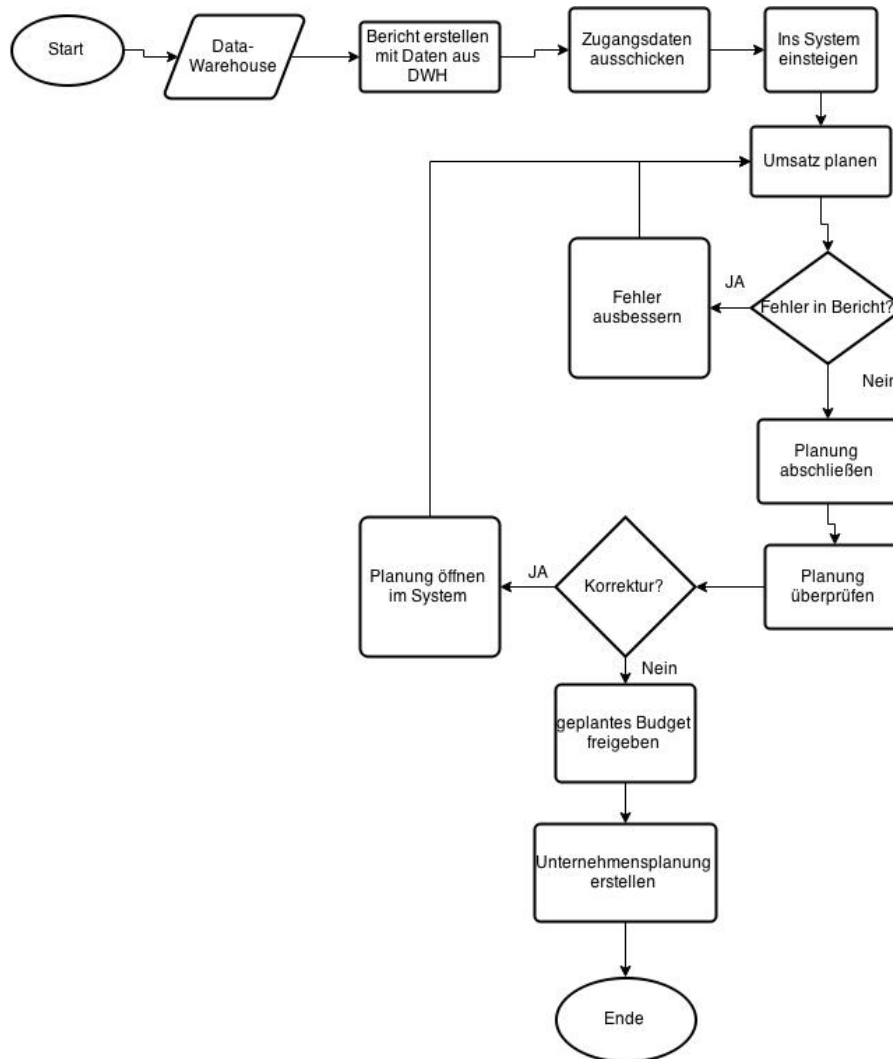 Start
Data-
Warehouse
Bericht erstellen
mit Daten aus
DWH
Zugangsdaten
ausschicken
Ins System
einsteigen
Umsatz planen
Fehler in Bericht?
JA
Fehler
ausbessern
Nein
Planung
abschließen
Planung
überprüfen
Korrektur?
JA
Planung öffnen
im System
Nein
geplantes Budget
freigeben
Unternehmensplanung
erstellen
Ende